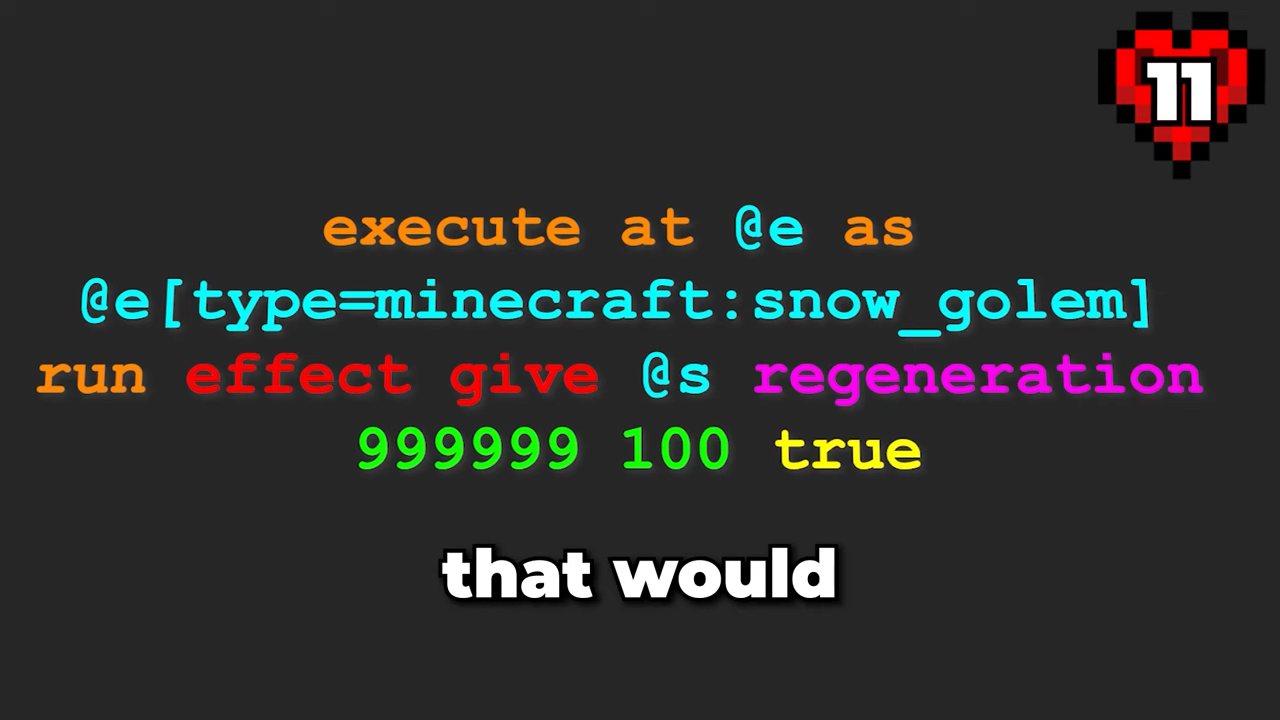 11
execute at @e as
@e[type=minecraft:snow_golem]
run effect give @s regeneration
999999 100 true
that would